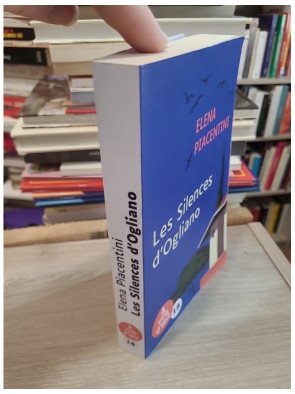 ELENA
PIACENTINI
Les Silences
d'Ogliano
Elena Piacentini
Les Silences d'Ogliano